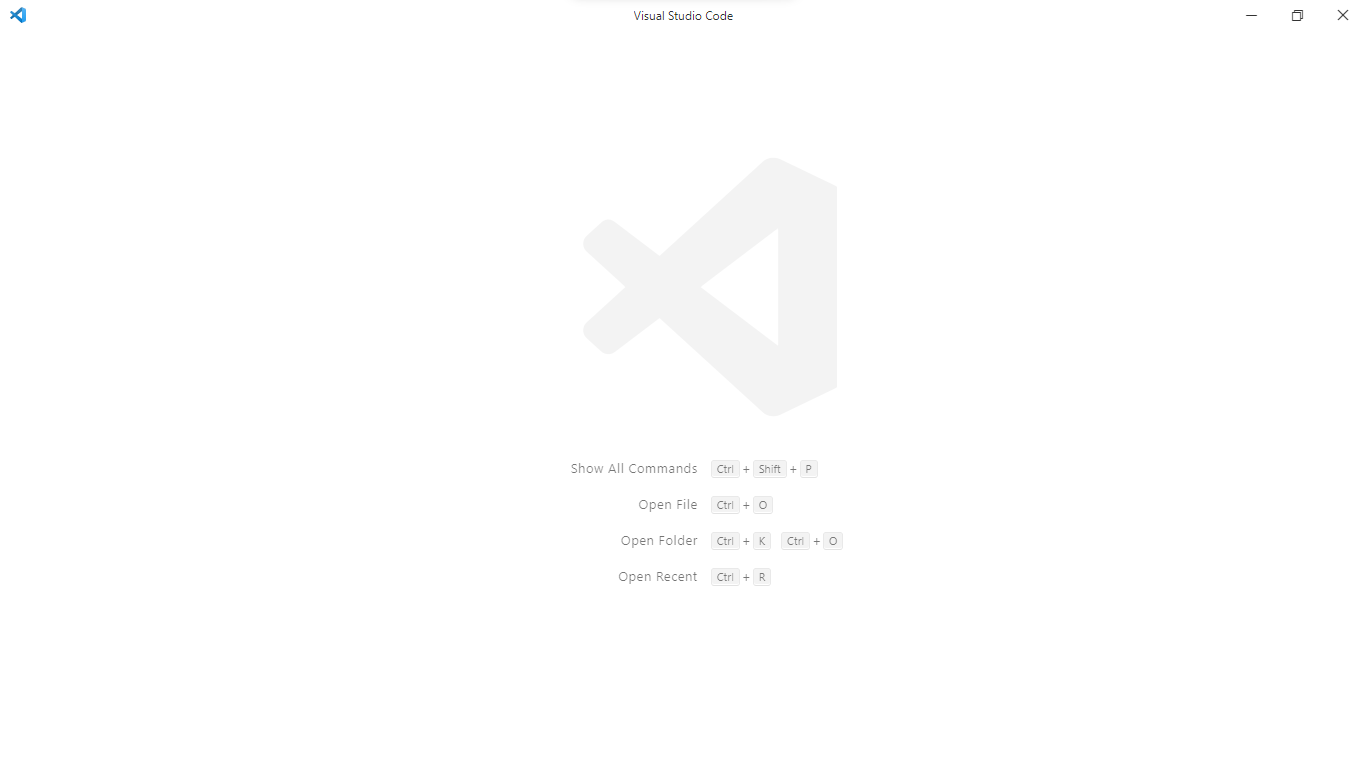 Visual Studio Code
Show All Commands Ctrl + Shift + P
Open File Ctrl + O
Open Folder Ctrl + K Ctrl + O
Open Recent Ctrl + R